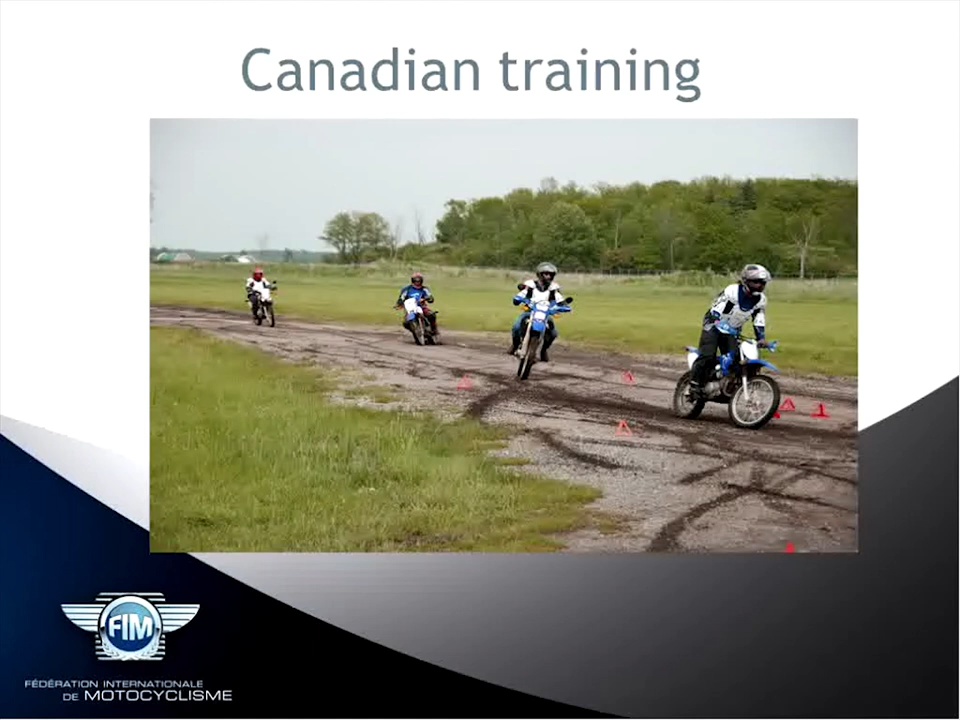 Canadian training
FIM
FÉDÉRATION INTERNATIONALE
DE MOTOCYCLISME